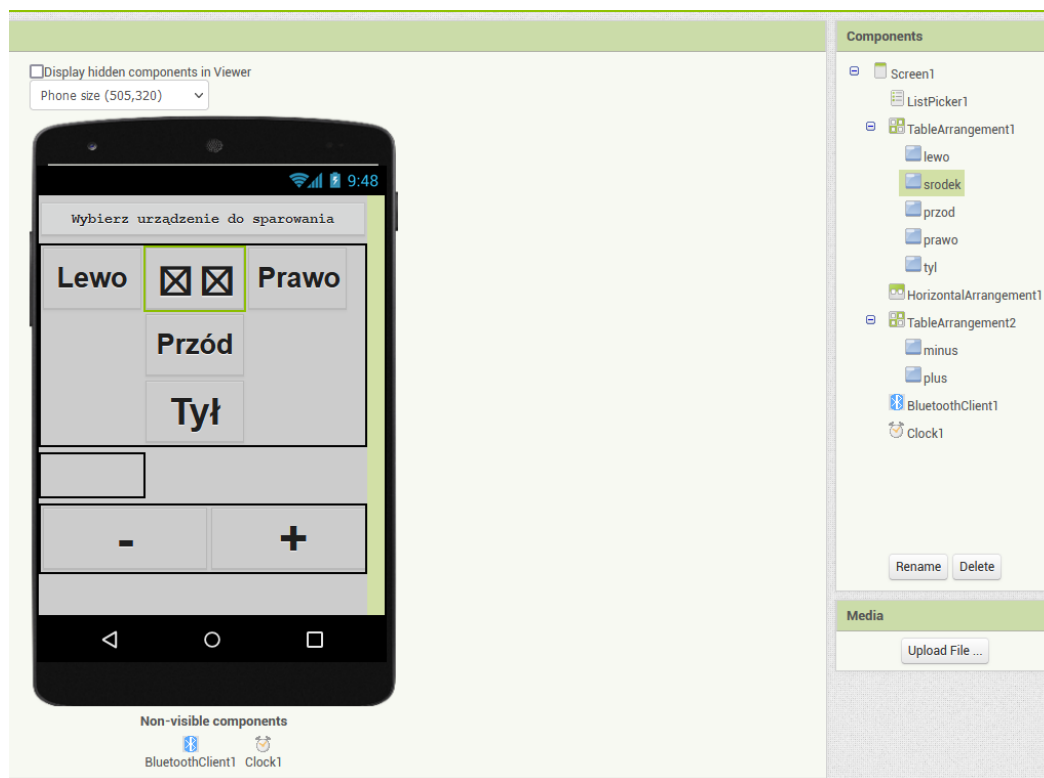 Components
Display hidden components in Viewer
Phone size (505,320)
9:48
Wybierz urządzenie do sparowania
Lewo ☒ ☒ Prawo
Przód
Tył
- +
Non-visible components
BluetoothClient1 Clock1
Screen1
ListPicker1
TableArrangement1
lewo
srodek
przod
prawo
tyl
HorizontalArrangement1
TableArrangement2
minus
plus
BluetoothClient1
Clock1
Rename Delete
Media
Upload File ...